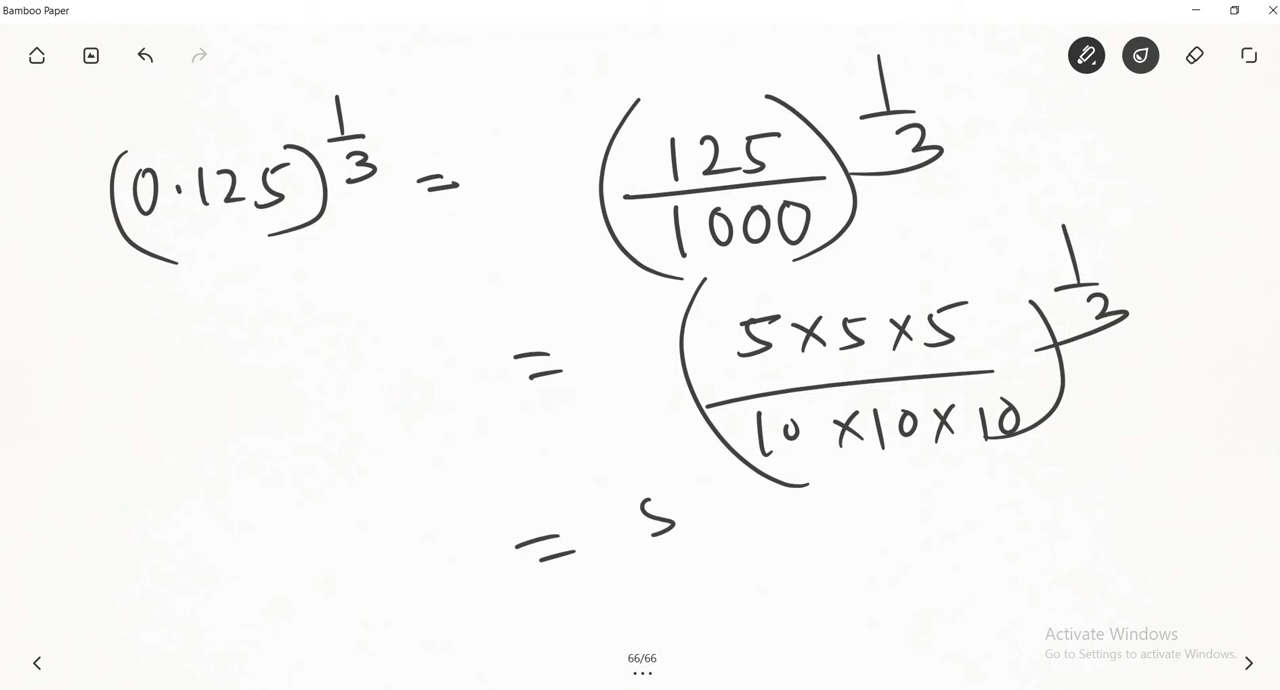 Bamboo Paper
(0.125)^(1/3) = (125/1000)^(1/3)
= (5×5×5/10×10×10)^(1/3)
= 5
Activate Windows
Go to Settings to activate Windows.
66/66